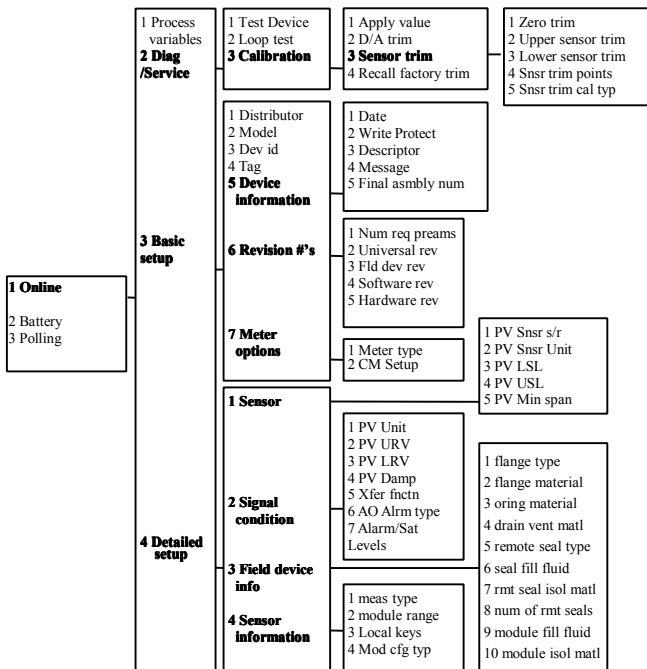 1 Online
2 Battery
3 Polling
1 Process
variables
2 Diag
/Service
3 Basic
setup
4 Detailed
setup
1 Test Device
2 Loop test
3 Calibration
1 Apply value
2 D/A trim
3 Sensor trim
4 Recall factory trim
1 Zero trim
2 Upper sensor trim
3 Lower sensor trim
4 Snsr trim points
5 Snsr trim cal typ
1 Distributor
2 Model
3 Dev id
4 Tag
5 Device
information
6 Revision #'s
7 Meter
options
1 Date
2 Write Protect
3 Descriptor
4 Message
5 Final asmbly num
1 Num req preams
2 Universal rev
3 Fld dev rev
4 Software rev
5 Hardware rev
1 Meter type
2 CM Setup
1 Sensor
2 Signal
condition
3 Field device
info
4 Sensor
information
1 PV Snsr s/r
2 PV Snsr Unit
3 PV LSL
4 PV USL
5 PV Min span
1 PV Unit
2 PV URV
3 PV LRV
4 PV Damp
5 Xfer fnctn
6 AO Alrm type
7 Alarm/Sat
Levels
1 flange type
2 flange material
3 oring material
4 drain vent matl
5 remote seal type
6 seal fill fluid
7 rmt seal isol matl
8 num of rmt seals
9 module fill fluid
10 module isol matl
1 meas type
2 module range
3 Local keys
4 Mod cfg typ